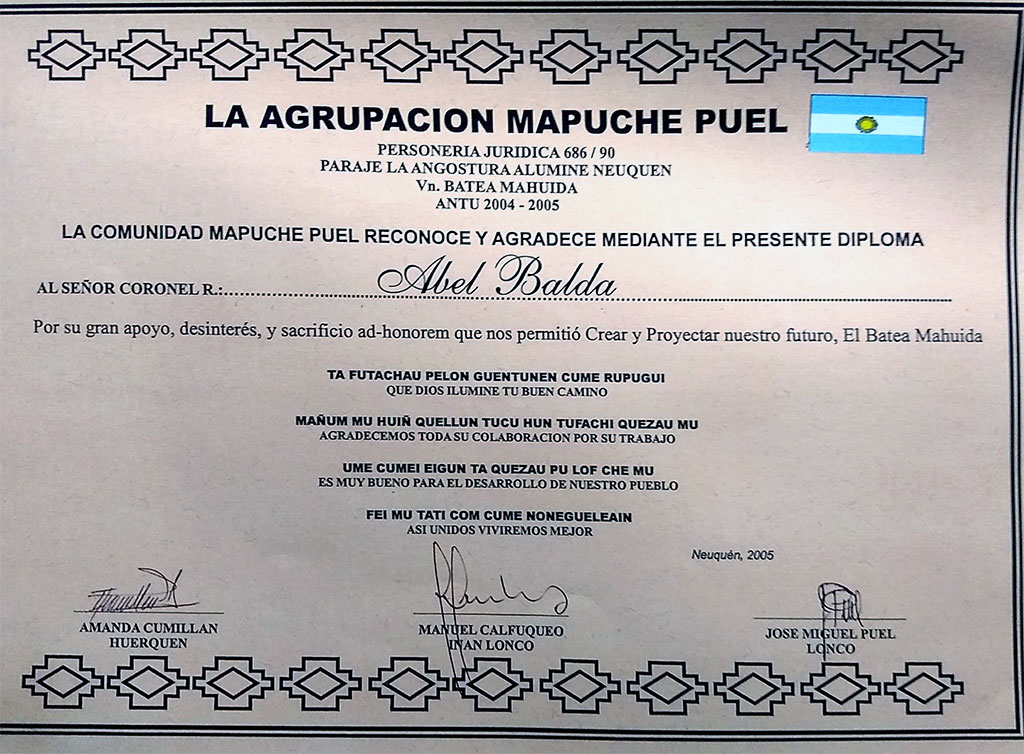 LA AGRUPACION MAPUCHE PUEL
PERSONERIA JURIDICA 686 / 90
PARAJE LA ANGOSTURA ALUMINE NEUQUEN
Vn. BATEA MAHUIDA
ANTU 2004 - 2005
LA COMUNIDAD MAPUCHE PUEL RECONOCE Y AGRADECE MEDIANTE EL PRESENTE DIPLOMA
AL SEÑOR CORONEL R.: Abel Balda
Por su gran apoyo, desinterés, y sacrificio ad-honorem que nos permitió Crear y Proyectar nuestro futuro, El Batea Mahuida
TA FUTACHAU PELON GUENTUNEN CUME RUPUGUI
QUE DIOS ILUMINE TU BUEN CAMINO
MAÑUM MU HUIÑ QUELLUN TUCU HUN TUFACHI QUEZAU MU
AGRADECEMOS TODA SU COLABORACION POR SU TRABAJO
UME CUMEI EIGUN TA QUEZAU PU LOF CHE MU
ES MUY BUENO PARA EL DESARROLLO DE NUESTRO PUEBLO
FEI MU TATI COM CUME NONEGUELEAIN
ASI UNIDOS VIVIREMOS MEJOR
Neuquén, 2005
AMANDA CUMILLAN
HUERQUEN
MANUEL CALFUQUEO
INAN LONCO
JOSE MIGUEL PUEL
LONCO